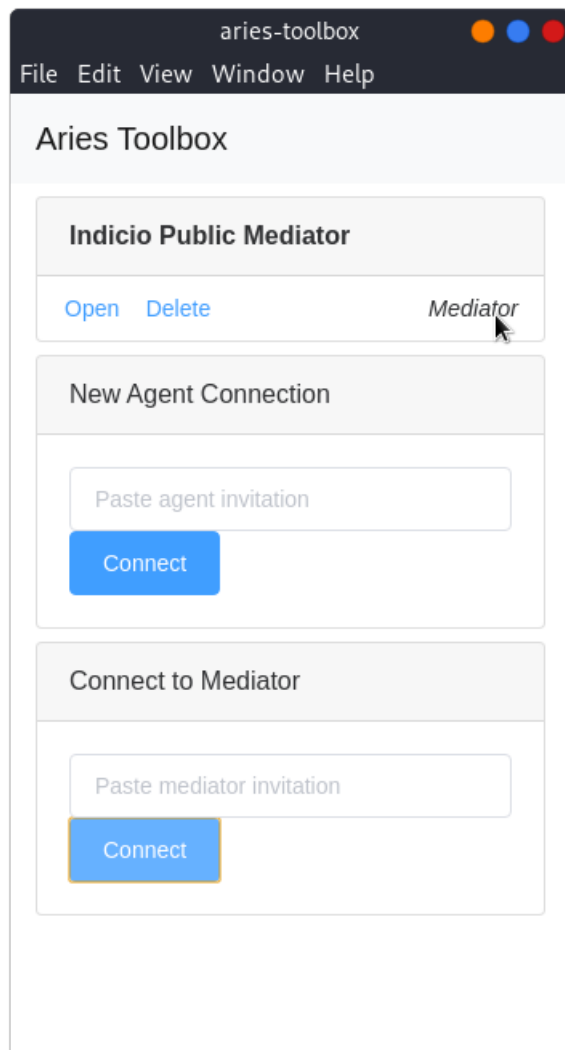 aries-toolbox
File Edit View Window Help
Aries Toolbox
Indicio Public Mediator
Open Delete Mediator
New Agent Connection
Paste agent invitation
Connect
Connect to Mediator
Paste mediator invitation
Connect